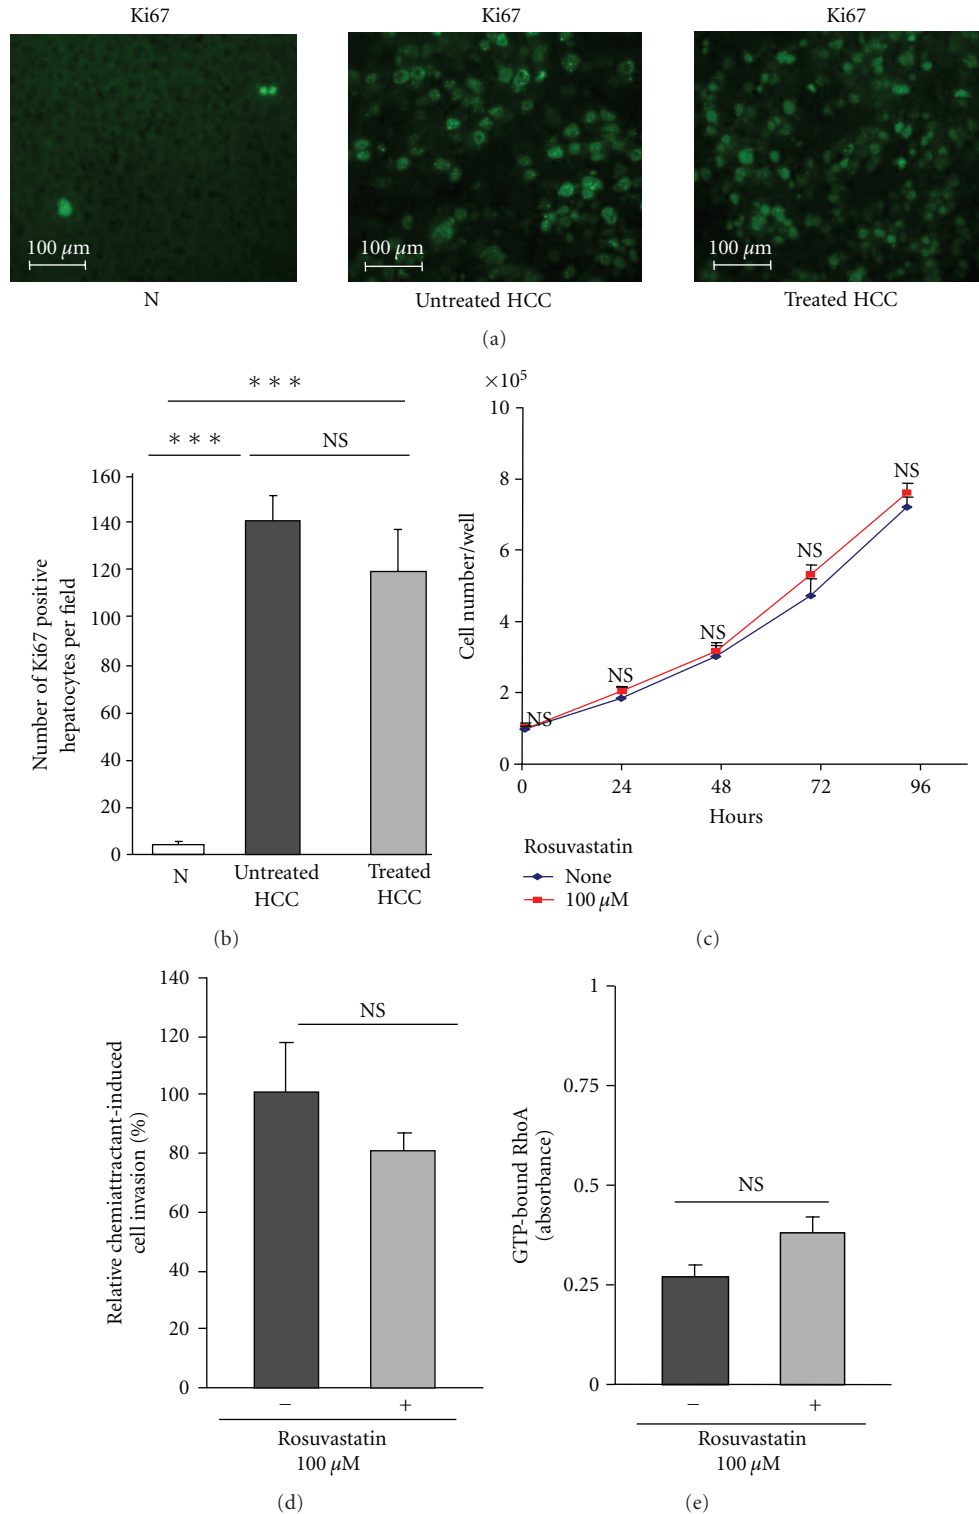 Ki67 Ki67 Ki67
100 μm 100 μm 100 μm
N Untreated HCC Treated HCC
(a)
∗∗∗
∗∗∗ NS
160
140
120
100
80
60
40
20
0
Number of Ki67 positive
hepatocytes per field
N Untreated HCC Treated HCC
(b)
×10⁵
10
8
6
4
2
0
Cell number/well
NS NS NS NS NS
0 24 48 72 96
Hours
Rosuvastatin
None
100 μM
(c)
140
120
100
80
60
40
20
0
Relative chemiattractant-induced
cell invasion (%)
NS
− +
Rosuvastatin
100 μM
(d)
1
0.75
0.5
0.25
0
GTP-bound RhoA
(absorbance)
NS
− +
Rosuvastatin
100 μM
(e)